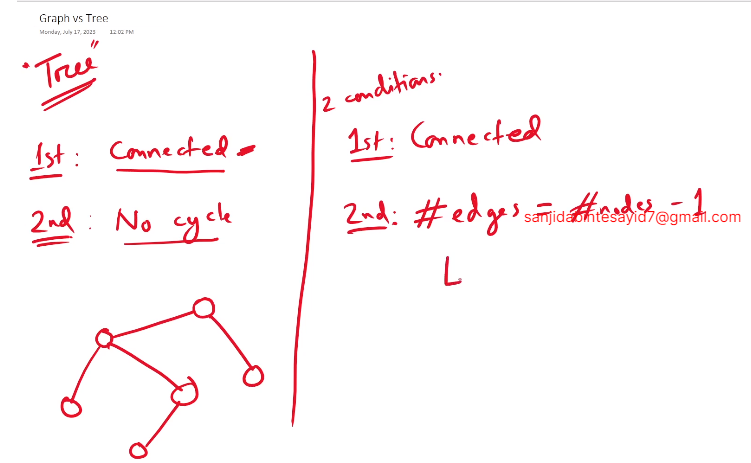 Graph vs Tree
Monday, July 17, 2023 12:02 PM
"Tree"
1st: Connected
2nd: No cycle
2 conditions.
1st: Connected
2nd: #edges = #nodes - 1
sanjidabintesayid7@gmail.com
L